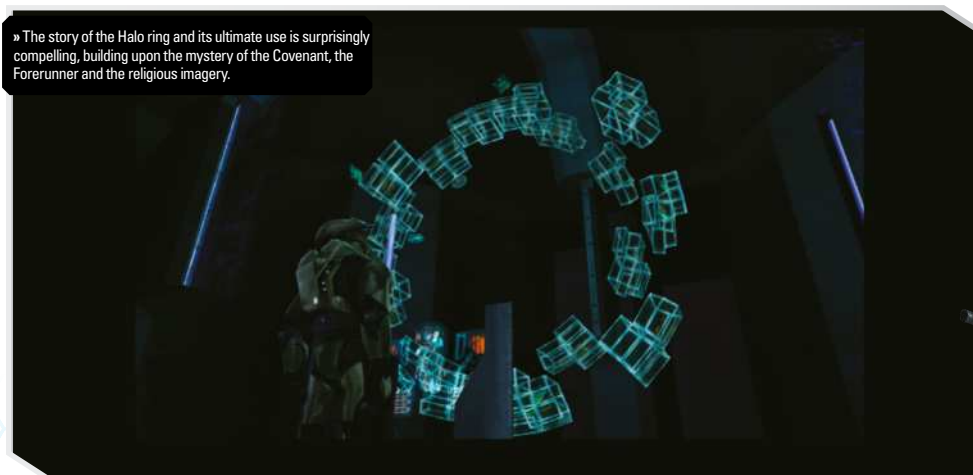 » The story of the Halo ring and its ultimate use is surprisingly
compelling, building upon the mystery of the Covenant, the
Forerunner and the religious imagery.